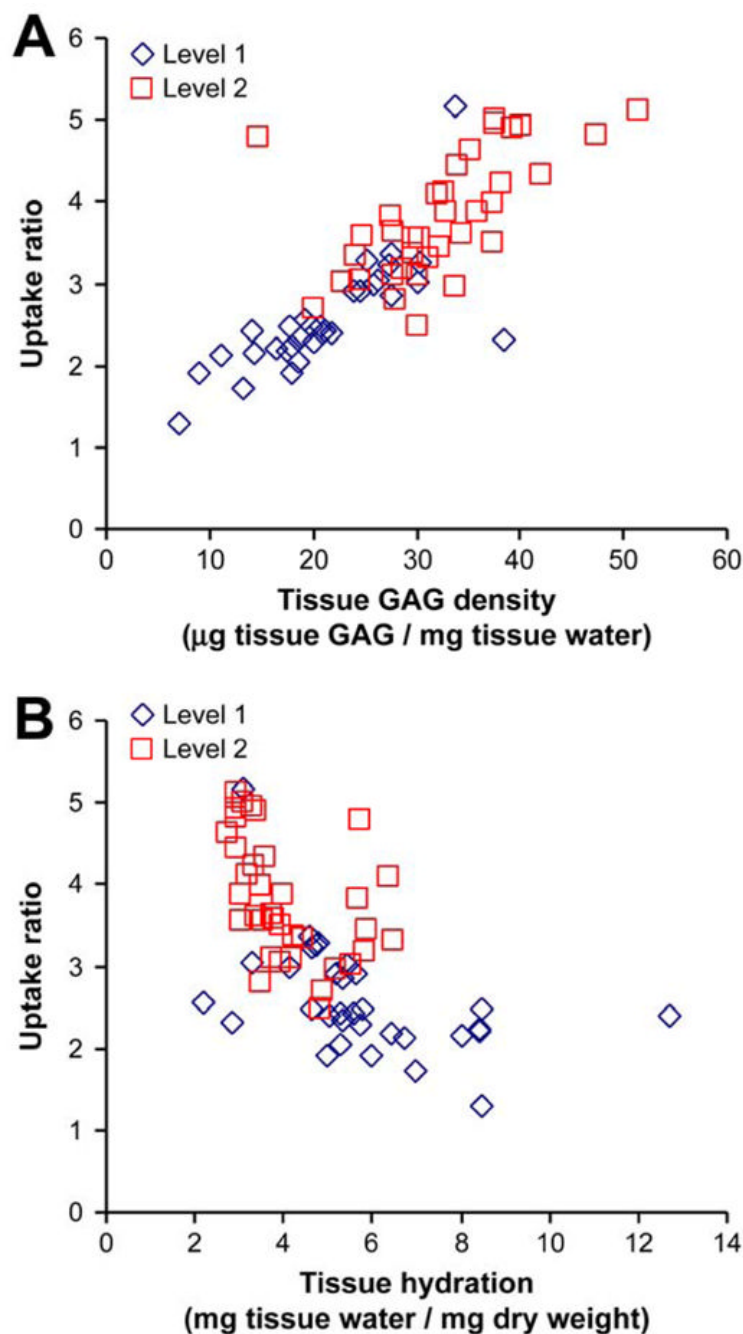 A
Level 1
Level 2
6
5
4
3
2
1
0
Uptake ratio
0 10 20 30 40 50 60
Tissue GAG density
(μg tissue GAG / mg tissue water)
B
Level 1
Level 2
6
5
4
3
2
1
0
Uptake ratio
0 2 4 6 8 10 12 14
Tissue hydration
(mg tissue water / mg dry weight)